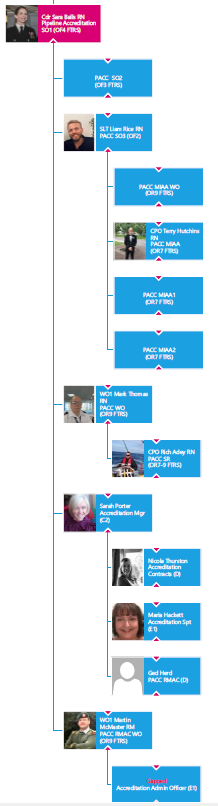 Cdr Sara Bails RN
Pipeline Accreditation
SO1 (OF4 FTRS)
PACC SO2
(OF3 FTRS)
SLT Liam Rice RN
PACC SO3 (OF2)
PACC MIAA WO
(OR9 FTRS)
CPO Terry Hutchins
RN
PACC MIAA
(OR7 FTRS)
PACC MIAA1
(OR7 FTRS)
PACC MIAA2
(OR7 FTRS)
WO1 Mark Thomas
RN
PACC WO
(OR9 FTRS)
CPO Rich Adey RN
PACC SR
(OR7-9 FTRS)
Sarah Porter
Accreditation Mgr
(C2)
Nicola Thurston
Accreditation
Contracts (D)
Maria Hackett
Accreditation Spt
(E1)
Ged Herd
PACC RMAC (D)
WO1 Martin
McMaster RM
PACC RMAC WO
(OR9 FTRS)
Accreditation Admin Officer (E1)